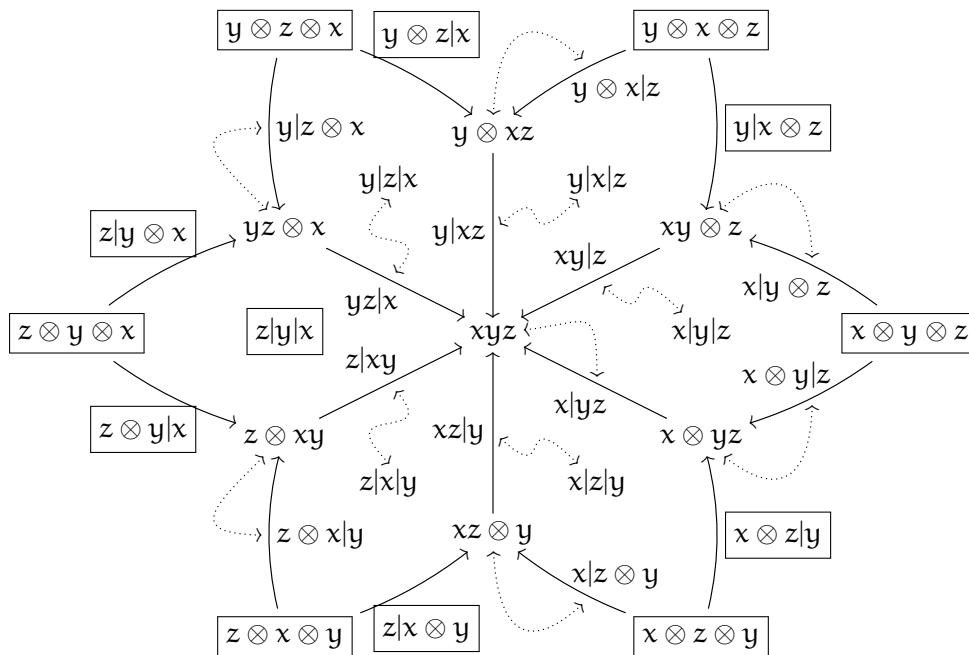 y ⊗ z ⊗ x
y ⊗ z|x
y ⊗ x ⊗ z
y ⊗ x|z
y|z ⊗ x
y ⊗ xz
y|x ⊗ z
y|z|x
y|x|z
z|y ⊗ x
yz ⊗ x
y|xz
xy|z
xy ⊗ z
x|y ⊗ z
yz|x
z ⊗ y ⊗ x
z|y|x
xyz
x|y|z
x ⊗ y ⊗ z
z|xy
x ⊗ y|z
x|yz
z ⊗ y|x
z ⊗ xy
xz|y
x ⊗ yz
z|x|y
x|z|y
z ⊗ x|y
xz ⊗ y
x ⊗ z|y
x|z ⊗ y
z ⊗ x ⊗ y
z|x ⊗ y
x ⊗ z ⊗ y